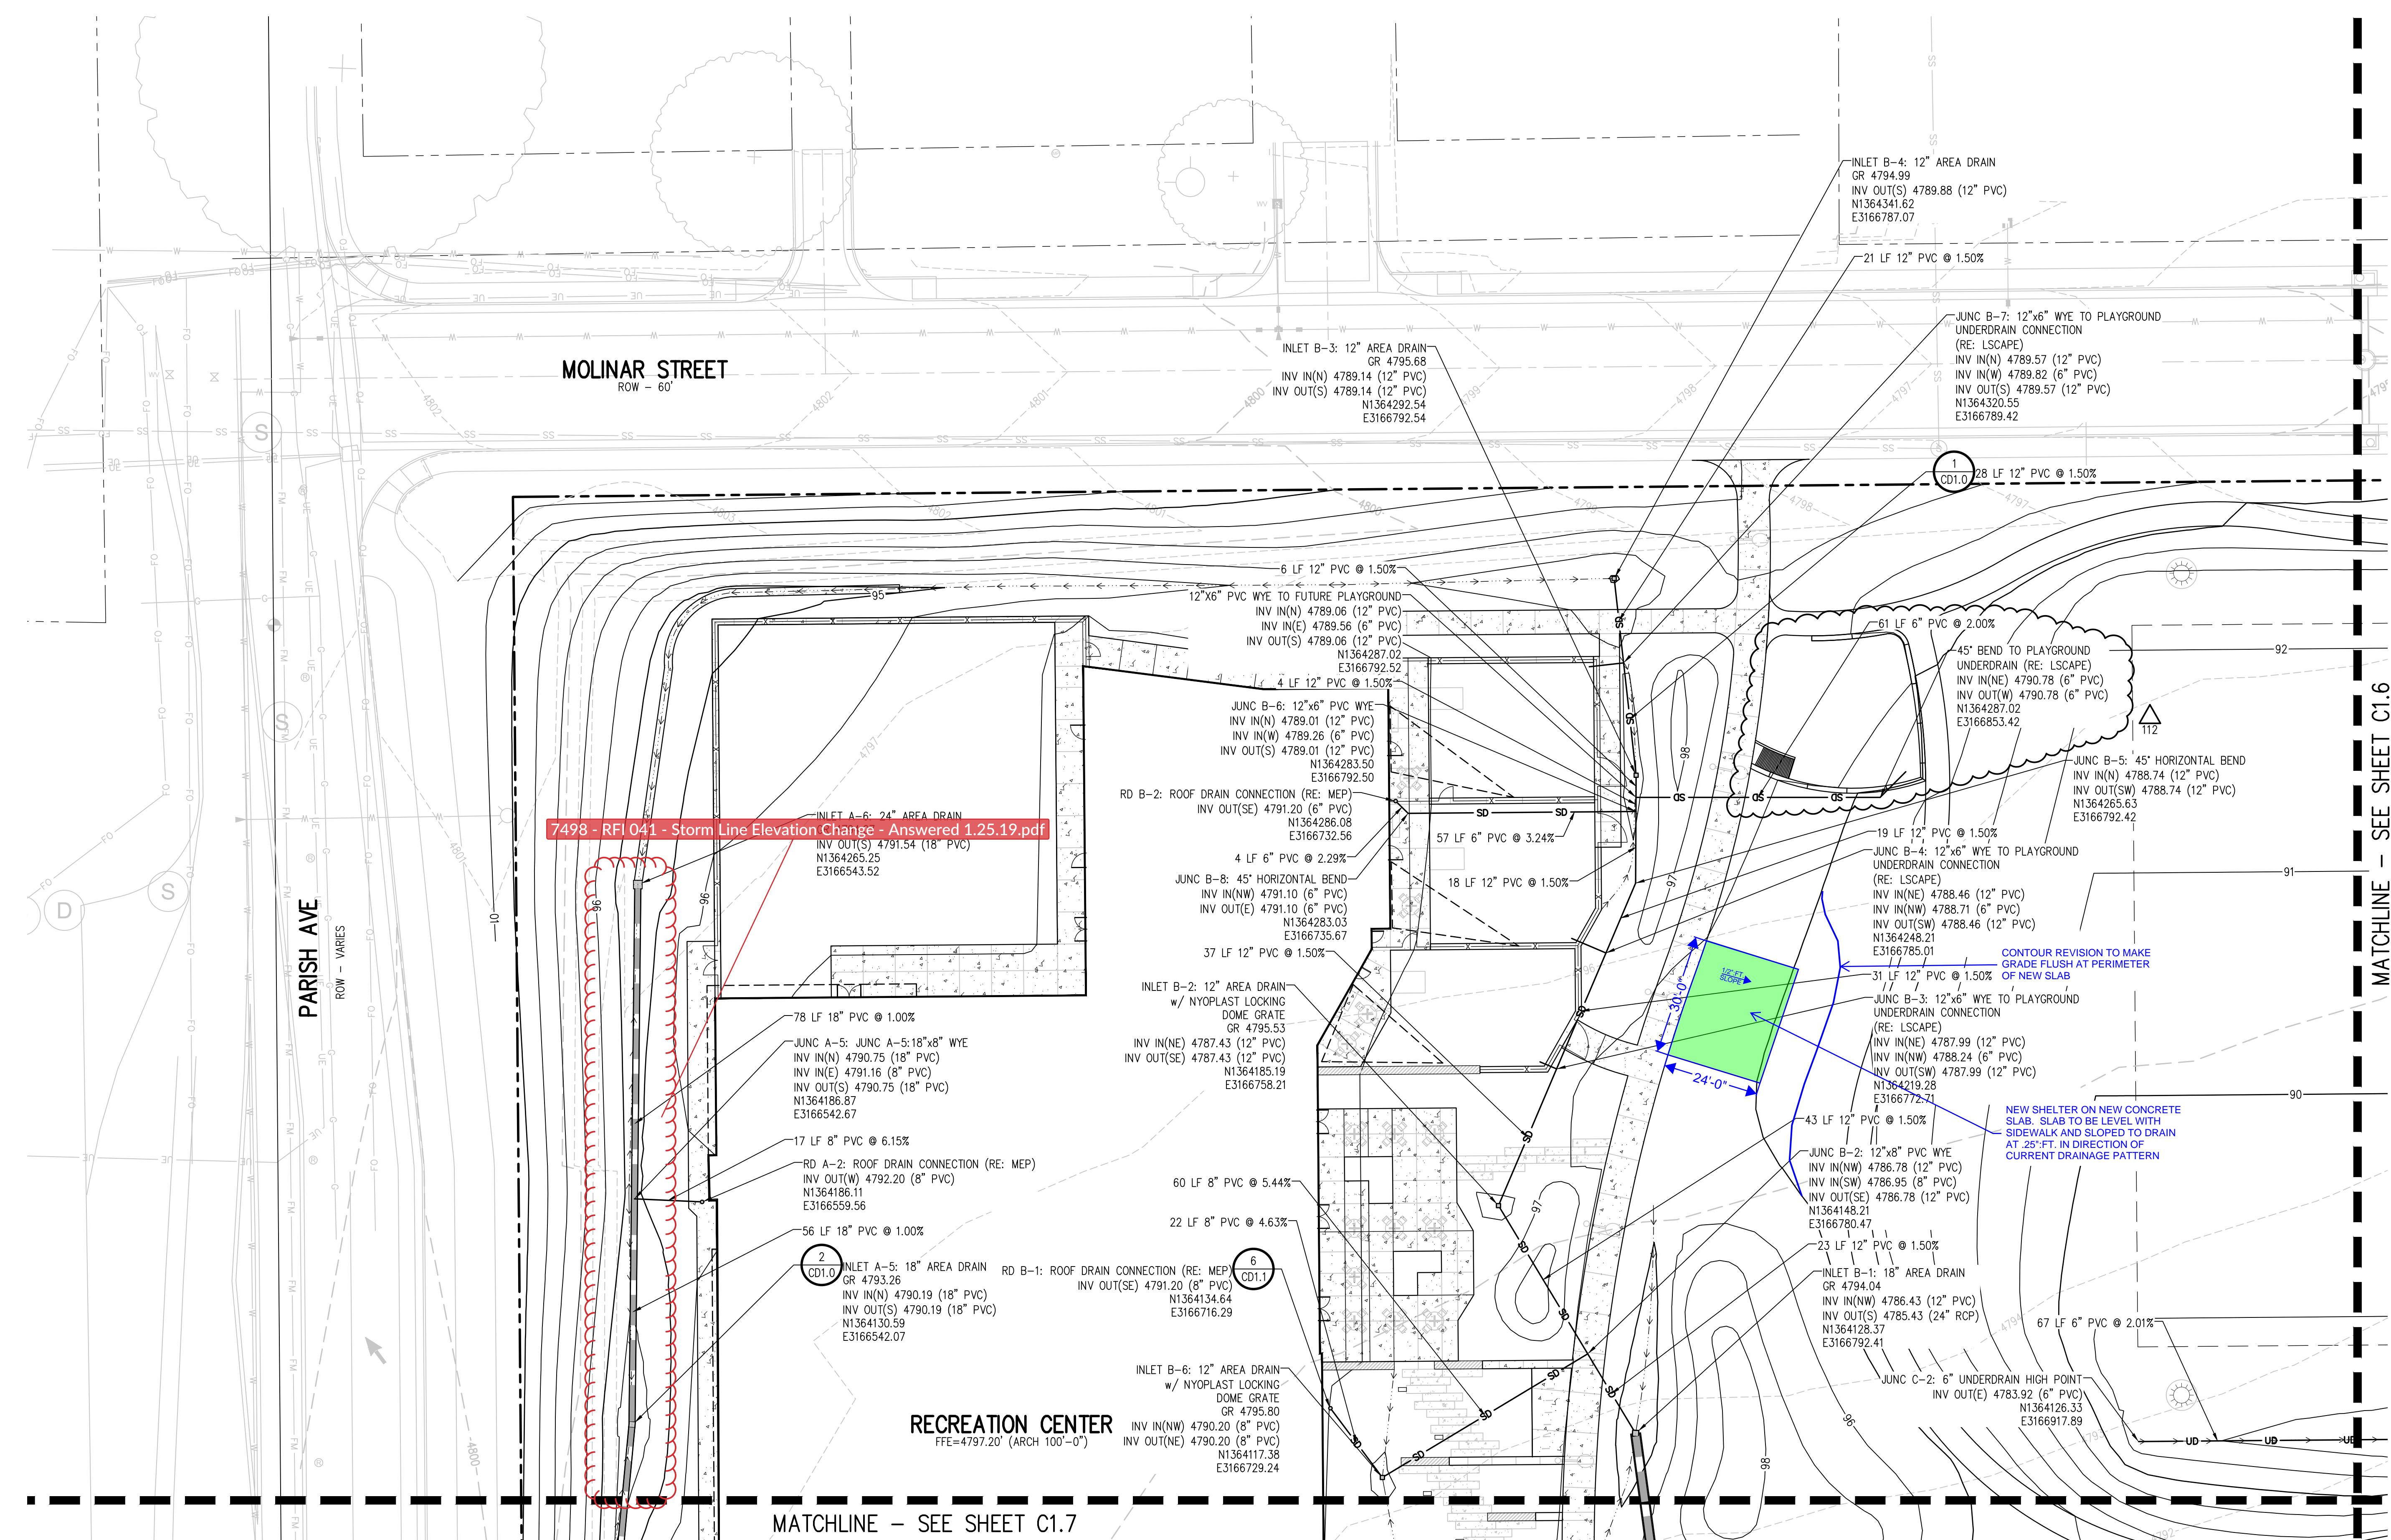 INLET B-4: 12" AREA DRAIN
GR 4794.99
INV OUT(S) 4789.88 (12" PVC)
N1364341.62
E3166787.07
21 LF 12" PVC @ 1.50%
JUNC B-7: 12"x6" WYE TO PLAYGROUND
UNDERDRAIN CONNECTION
(RE: LSCAPE)
INV IN(N) 4789.57 (12" PVC)
INV IN(W) 4789.82 (6" PVC)
INV OUT(S) 4789.57 (12" PVC)
N1364320.55
E3166789.42
MOLINAR STREET
ROW - 60'
INLET B-3: 12" AREA DRAIN
GR 4795.68
INV IN(N) 4789.14 (12" PVC)
INV OUT(S) 4789.14 (12" PVC)
N1364292.54
E3166792.54
4802
4802
4801
4800
4799
4798
4797
1
CD1.0
28 LF 12" PVC @ 1.50%
4803
4802
4801
4800
4799
4798
4797
6 LF 12" PVC @ 1.50%
12"X6" PVC WYE TO FUTURE PLAYGROUND
INV IN(N) 4789.06 (12" PVC)
INV IN(E) 4789.56 (6" PVC)
INV OUT(S) 4789.06 (12" PVC)
N1364287.02
E3166792.52
4 LF 12" PVC @ 1.50%
JUNC B-6: 12"x6" PVC WYE
INV IN(N) 4789.01 (12" PVC)
INV IN(W) 4789.26 (6" PVC)
INV OUT(S) 4789.01 (12" PVC)
N1364283.50
E3166792.50
RD B-2: ROOF DRAIN CONNECTION (RE: MEP)
INV OUT(SE) 4791.20 (6" PVC)
N1364286.08
E3166732.56
57 LF 6" PVC @ 3.24%
4 LF 6" PVC @ 2.29%
JUNC B-8: 45° HORIZONTAL BEND
INV IN(NW) 4791.10 (6" PVC)
INV OUT(E) 4791.10 (6" PVC)
N1364283.03
E3166735.67
18 LF 12" PVC @ 1.50%
37 LF 12" PVC @ 1.50%
61 LF 6" PVC @ 2.00%
45° BEND TO PLAYGROUND
UNDERDRAIN (RE: LSCAPE)
INV IN(NE) 4790.78 (6" PVC)
INV OUT(W) 4790.78 (6" PVC)
N1364287.02
E3166853.42
112
92
91
90
JUNC B-5: 45° HORIZONTAL BEND
INV IN(N) 4788.74 (12" PVC)
INV OUT(SW) 4788.74 (12" PVC)
N1364265.63
E3166792.42
19 LF 12" PVC @ 1.50%
JUNC B-4: 12"x6" WYE TO PLAYGROUND
UNDERDRAIN CONNECTION
(RE: LSCAPE)
INV IN(NE) 4788.46 (12" PVC)
INV IN(NW) 4788.71 (6" PVC)
INV OUT(SW) 4788.46 (12" PVC)
N1364248.21
E3166785.01
CONTOUR REVISION TO MAKE
GRADE FLUSH AT PERIMETER
OF NEW SLAB
31 LF 12" PVC @ 1.50%
JUNC B-3: 12"x6" WYE TO PLAYGROUND
UNDERDRAIN CONNECTION
(RE: LSCAPE)
INV IN(NE) 4787.99 (12" PVC)
INV IN(NW) 4788.24 (6" PVC)
INV OUT(SW) 4787.99 (12" PVC)
N1364219.28
E3166772.71
30'-0"
24'-0"
1/2":FT
SLOPE
NEW SHELTER ON NEW CONCRETE
SLAB. SLAB TO BE LEVEL WITH
SIDEWALK AND SLOPED TO DRAIN
AT .25":FT. IN DIRECTION OF
CURRENT DRAINAGE PATTERN
43 LF 12" PVC @ 1.50%
JUNC B-2: 12"x8" PVC WYE
INV IN(NW) 4786.78 (12" PVC)
INV IN(SW) 4786.95 (8" PVC)
INV OUT(SE) 4786.78 (12" PVC)
N1364148.21
E3166780.47
23 LF 12" PVC @ 1.50%
INLET B-1: 18" AREA DRAIN
GR 4794.04
INV IN(NW) 4786.43 (12" PVC)
INV OUT(S) 4785.43 (24" RCP)
N1364128.37
E3166792.41
67 LF 6" PVC @ 2.01%
JUNC C-2: 6" UNDERDRAIN HIGH POINT
INV OUT(E) 4783.92 (6" PVC)
N1364126.33
E3166917.89
INLET A-6: 24" AREA DRAIN
7498 - RFI 041 - Storm Line Elevation Change - Answered 1.25.19.pdf
INV OUT(S) 4791.54 (18" PVC)
N1364265.25
E3166543.52
PARISH AVE
ROW - VARIES
78 LF 18" PVC @ 1.00%
JUNC A-5: JUNC A-5:18"x8" WYE
INV IN(N) 4790.75 (18" PVC)
INV IN(E) 4791.16 (8" PVC)
INV OUT(S) 4790.75 (18" PVC)
N1364186.87
E3166542.67
17 LF 8" PVC @ 6.15%
RD A-2: ROOF DRAIN CONNECTION (RE: MEP)
INV OUT(W) 4792.20 (8" PVC)
N1364186.11
E3166559.56
56 LF 18" PVC @ 1.00%
2
CD1.0
INLET A-5: 18" AREA DRAIN
GR 4793.26
INV IN(N) 4790.19 (18" PVC)
INV OUT(S) 4790.19 (18" PVC)
N1364130.59
E3166542.07
INLET B-2: 12" AREA DRAIN
w/ NYOPLAST LOCKING
DOME GRATE
GR 4795.53
INV IN(NE) 4787.43 (12" PVC)
INV OUT(SE) 4787.43 (12" PVC)
N1364185.19
E3166758.21
60 LF 8" PVC @ 5.44%
22 LF 8" PVC @ 4.63%
RD B-1: ROOF DRAIN CONNECTION (RE: MEP)
INV OUT(SE) 4791.20 (8" PVC)
N1364134.64
E3166716.29
6
CD1.1
INLET B-6: 12" AREA DRAIN
w/ NYOPLAST LOCKING
DOME GRATE
GR 4795.80
INV IN(NW) 4790.20 (8" PVC)
INV OUT(NE) 4790.20 (8" PVC)
N1364117.38
E3166729.24
RECREATION CENTER
FFE=4797.20' (ARCH 100'-0")
MATCHLINE - SEE SHEET C1.6
MATCHLINE - SEE SHEET C1.7